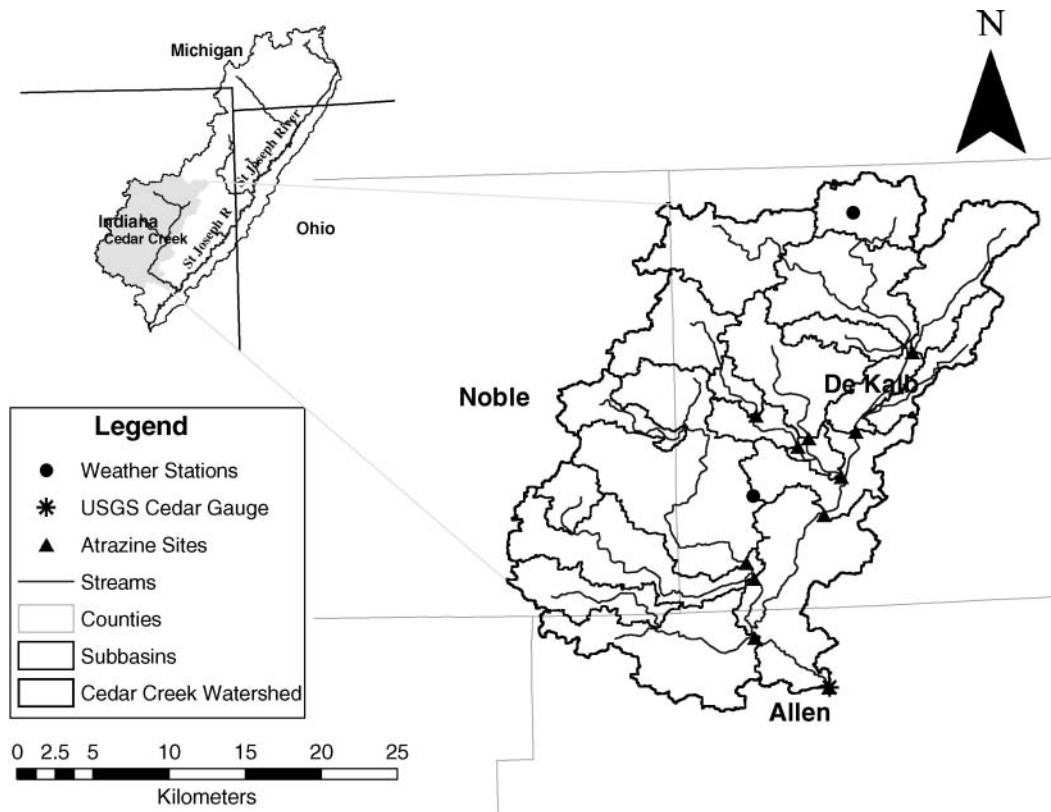 N
Michigan
St Joseph River
Indiana
Cedar Creek
St Joseph R
Ohio
Noble
De Kalb
Allen
Legend
Weather Stations
USGS Cedar Gauge
Atrazine Sites
Streams
Counties
Subbasins
Cedar Creek Watershed
0 2.5 5 10 15 20 25
Kilometers